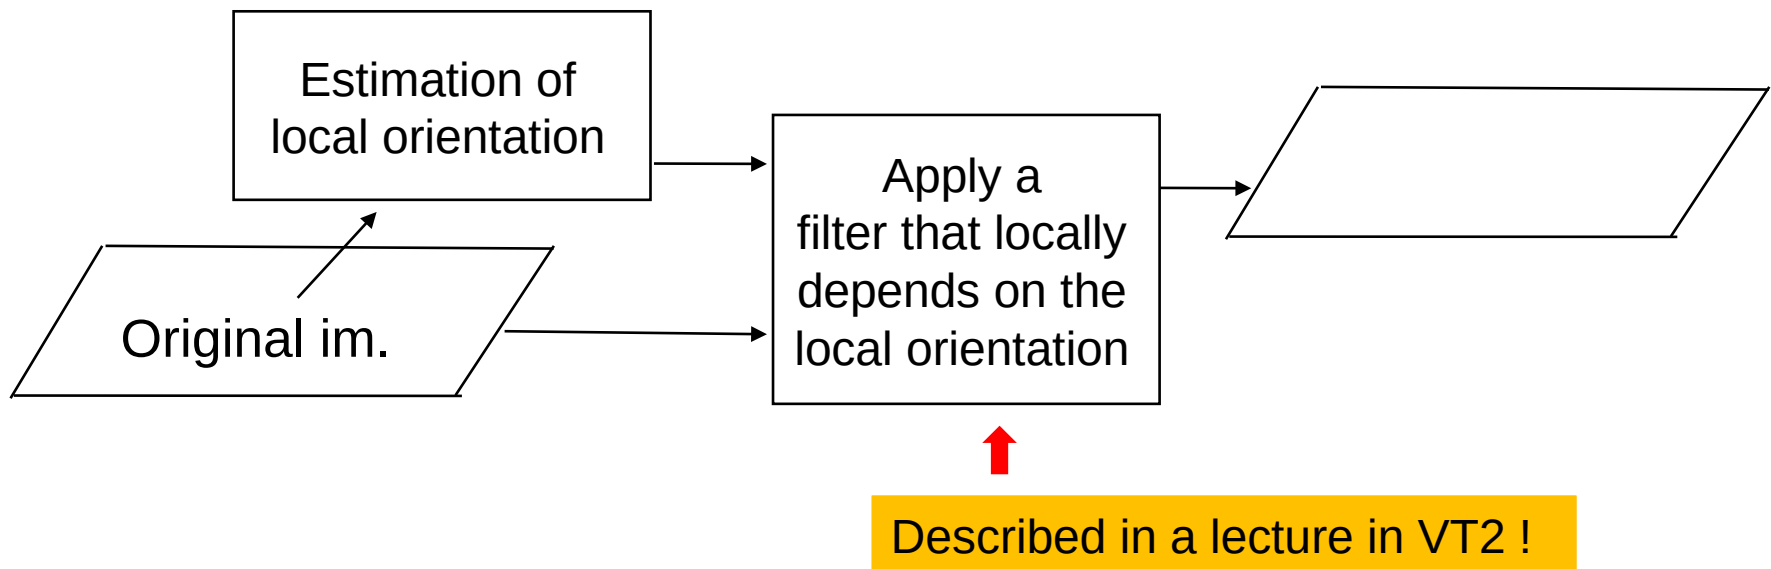 Estimation of
local orientation
Apply a
filter that locally
depends on the
local orientation
Original im.
Described in a lecture in VT2 !